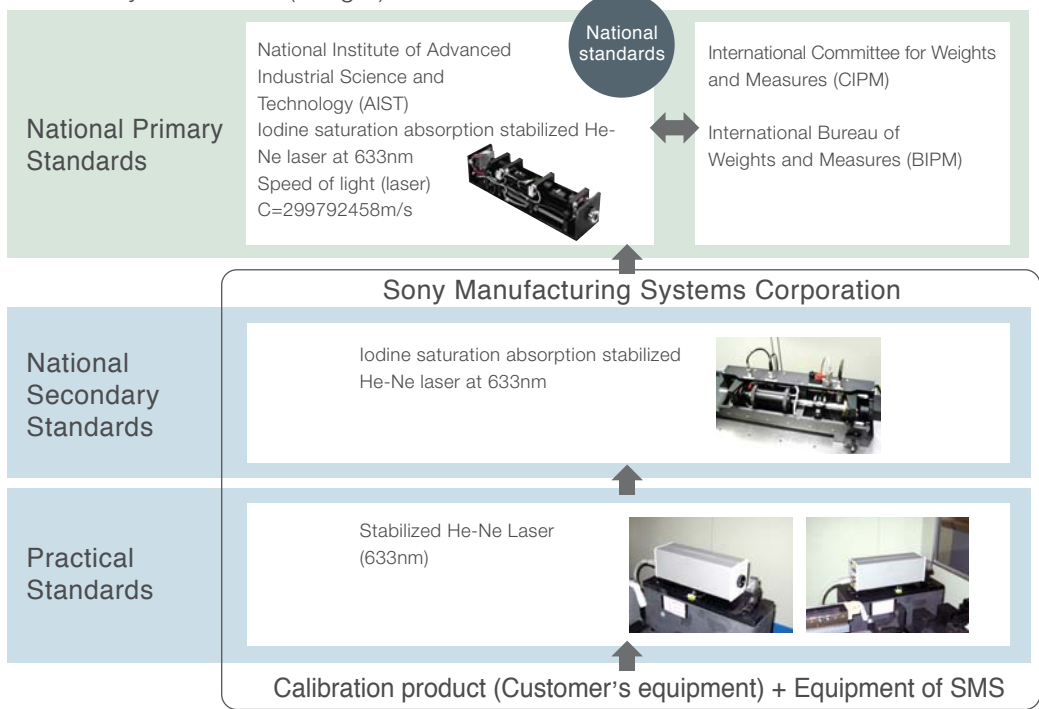 National
standards
National Primary
Standards
National Institute of Advanced
Industrial Science and
Technology (AIST)
Iodine saturation absorption stabilized He-
Ne laser at 633nm
Speed of light (laser)
C=299792458m/s
International Committee for Weights
and Measures (CIPM)
International Bureau of
Weights and Measures (BIPM)
Sony Manufacturing Systems Corporation
National
Secondary
Standards
Iodine saturation absorption stabilized
He-Ne laser at 633nm
Practical
Standards
Stabilized He-Ne Laser
(633nm)
Calibration product (Customer's equipment) + Equipment of SMS